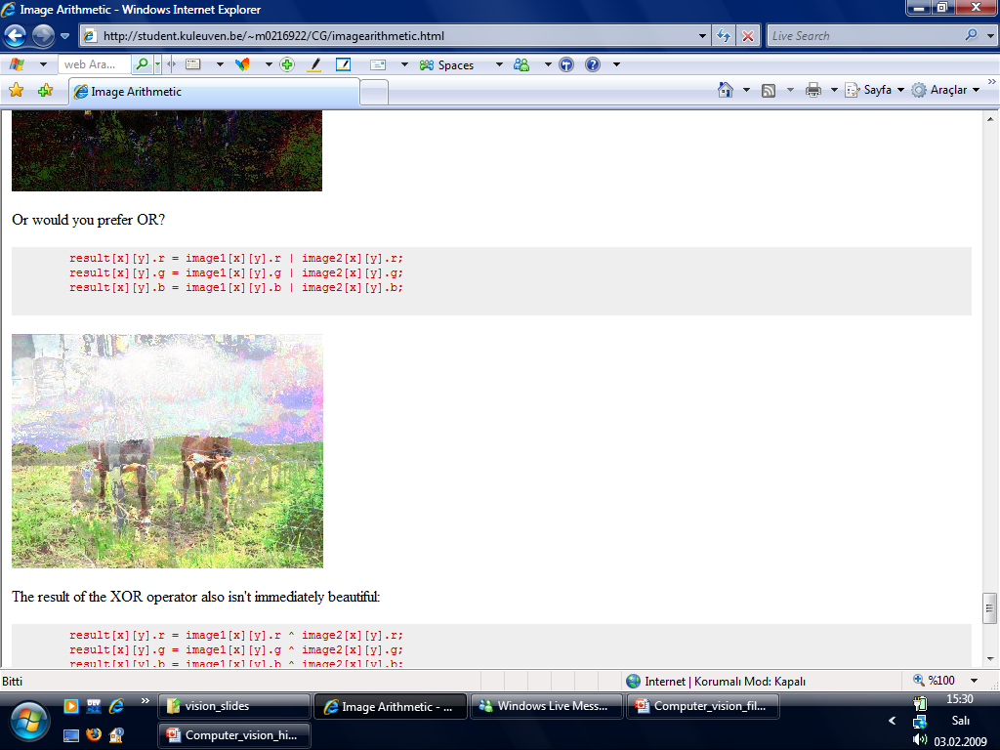 Image Arithmetic - Windows Internet Explorer
http://student.kuleuven.be/~m0216922/CG/imagearithmetic.html
Live Search
web Ara...
Spaces
Image Arithmetic
Sayfa
Araçlar
Or would you prefer OR?
result[x][y].r = image1[x][y].r | image2[x][y].r;
result[x][y].g = image1[x][y].g | image2[x][y].g;
result[x][y].b = image1[x][y].b | image2[x][y].b;
The result of the XOR operator also isn't immediately beautiful:
result[x][y].r = image1[x][y].r ^ image2[x][y].r;
result[x][y].g = image1[x][y].g ^ image2[x][y].g;
result[x][y].b = image1[x][y].b ^ image2[x][y].b;
Bitti
Internet | Korumalı Mod: Kapalı
%100
vision_slides
Image Arithmetic - ...
Windows Live Mess...
Computer_vision_fil...
15:30
Salı
Computer_vision_hi...
03.02.2009